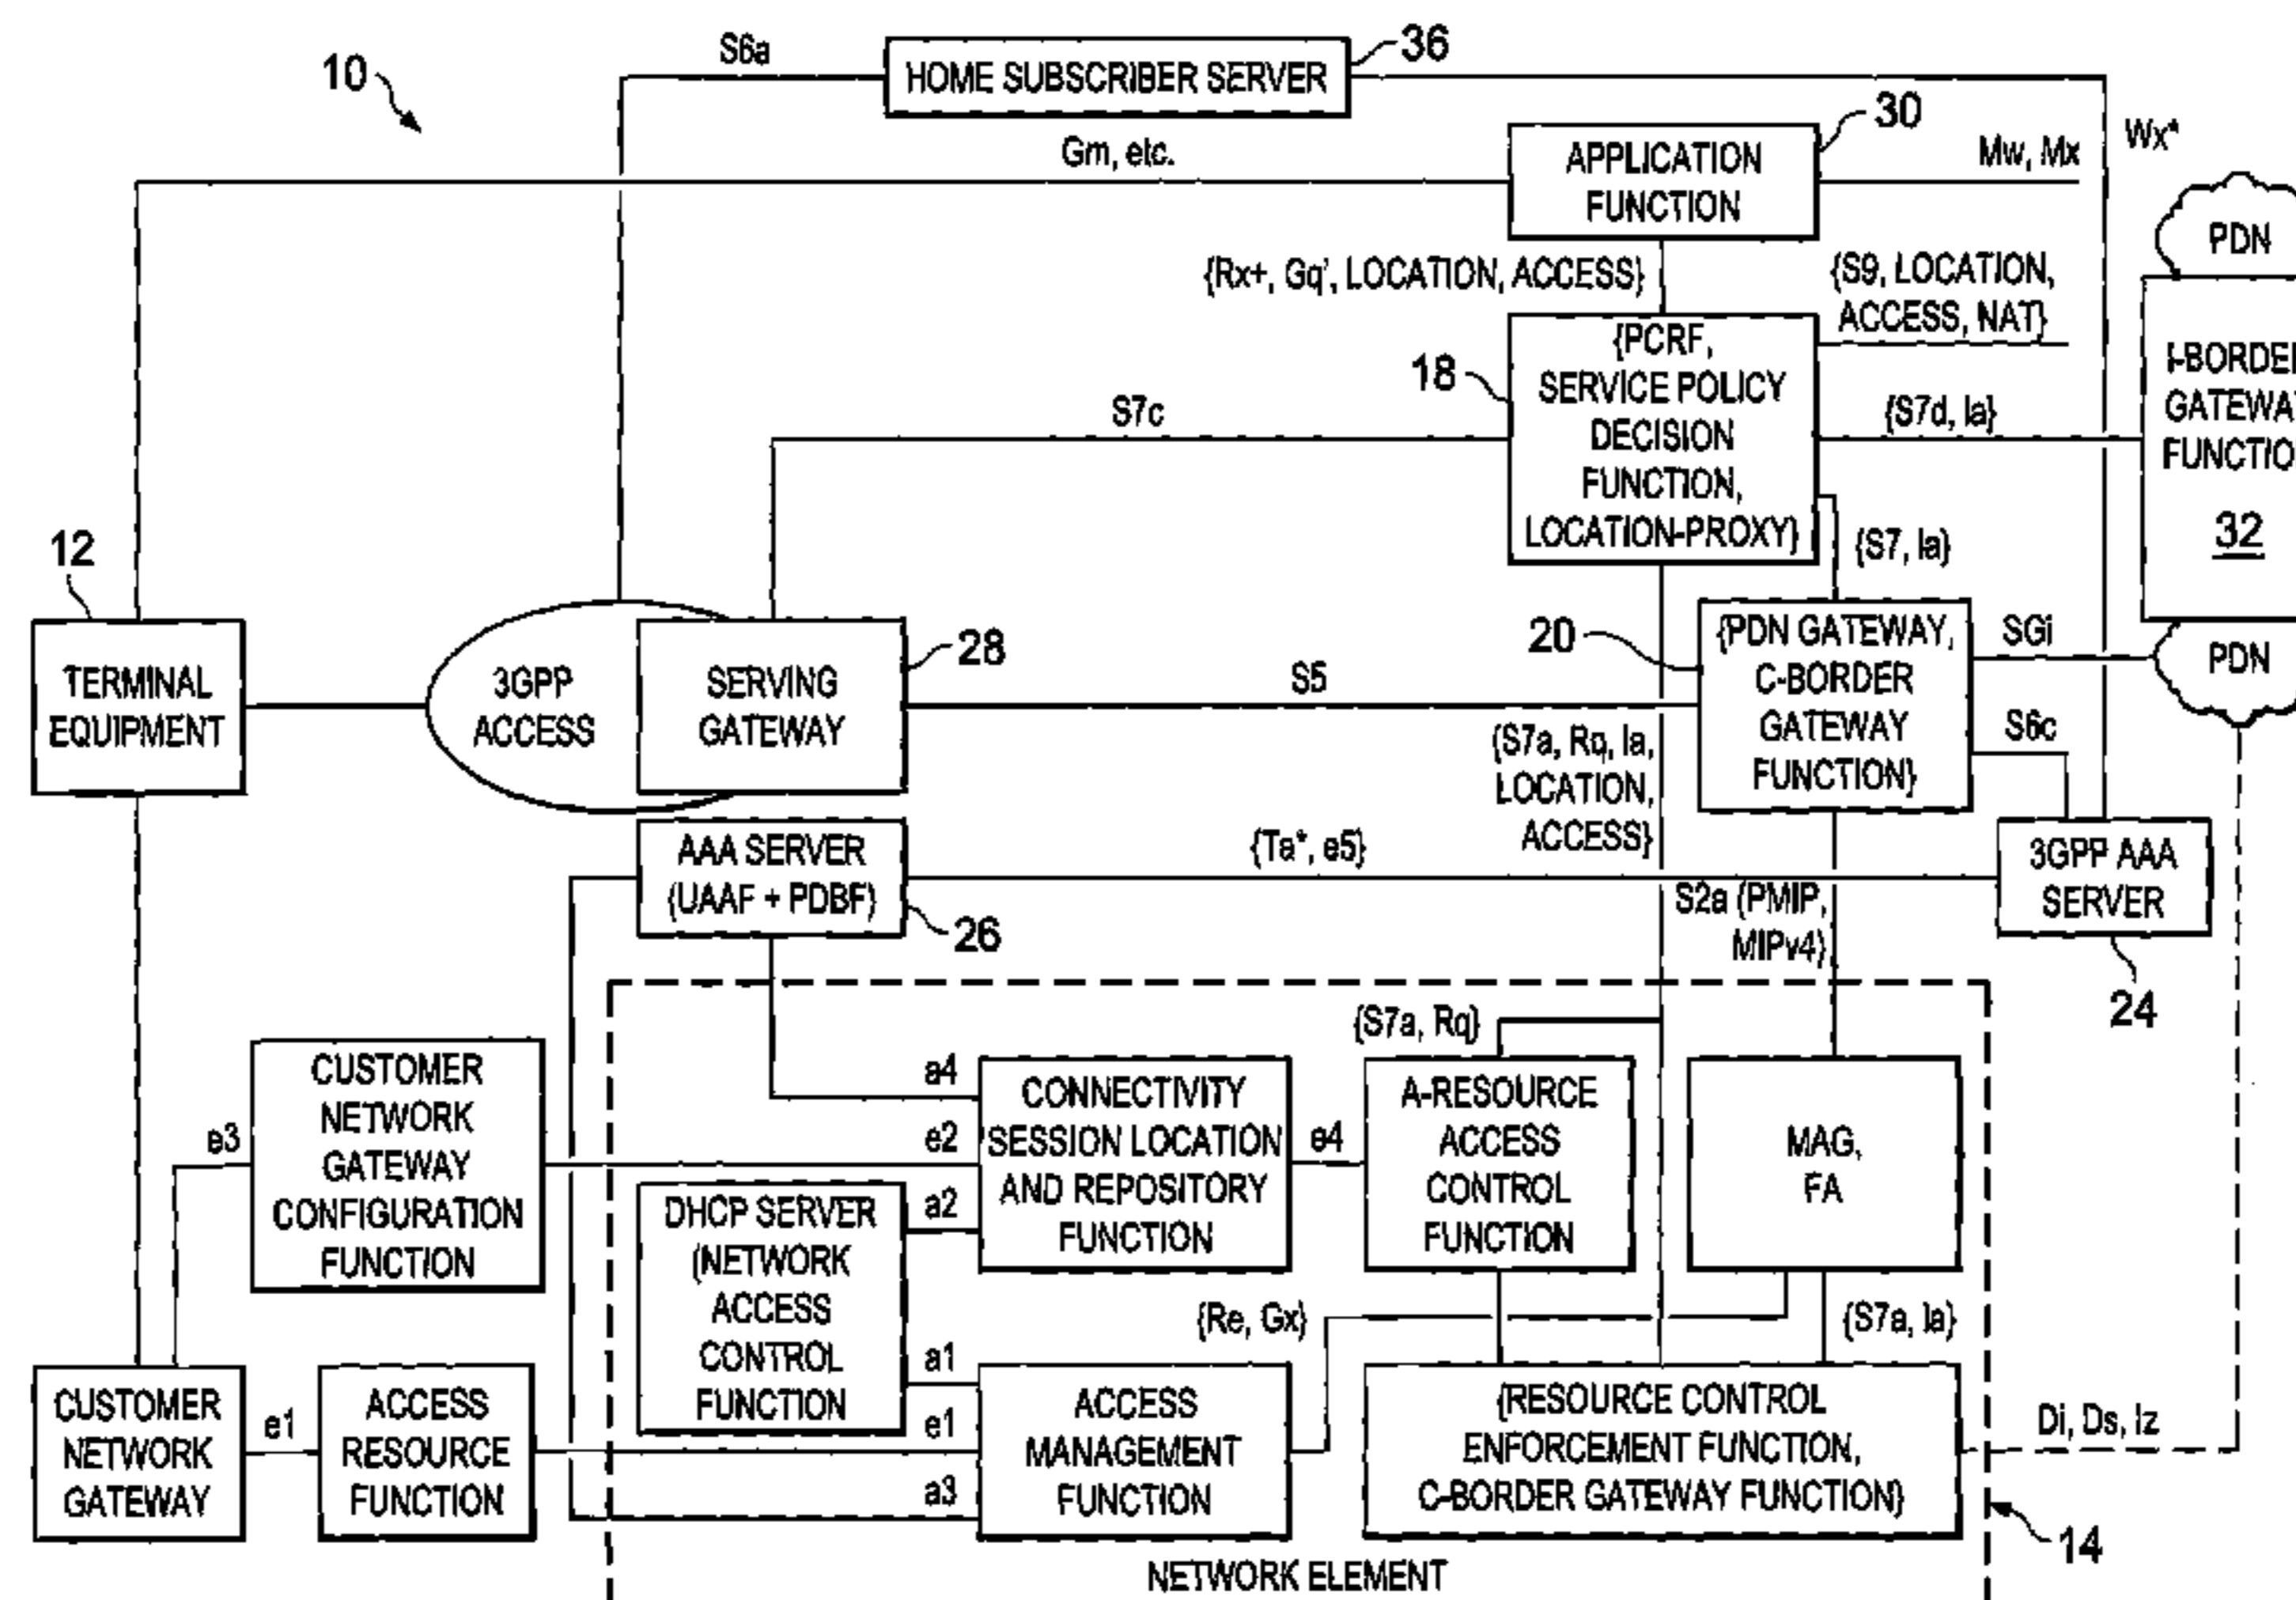 10
S6a
HOME SUBSCRIBER SERVER
36
Gm, etc.
APPLICATION
FUNCTION
30
Mw, Mx
Wx*
PDN
{Rx+, Gq', LOCATION, ACCESS}
{S9, LOCATION,
ACCESS, NAT}
18
{PCRF,
SERVICE POLICY
DECISION
FUNCTION,
LOCATION-PROXY}
S7c
{S7d, Ia}
I-BORDER
GATEWAY
FUNCTIO
32
{S7, Ia}
12
TERMINAL
EQUIPMENT
3GPP
ACCESS
SERVING
GATEWAY
28
S5
20
{PDN GATEWAY,
C-BORDER
GATEWAY
FUNCTION}
SGi
PDN
S6c
{S7a, Rq, Ia,
LOCATION,
ACCESS}
AAA SERVER
(UAAF + PDBF)
26
{Ta*, e5}
3GPP AAA
SERVER
24
S2a (PMIP,
MIPv4)
{S7a, Rq}
CUSTOMER
NETWORK
GATEWAY
CONFIGURATION
FUNCTION
e3
a4
e2
a2
CONNECTIVITY
SESSION LOCATION
AND REPOSITORY
FUNCTION
e4
A-RESOURCE
ACCESS
CONTROL
FUNCTION
MAG,
FA
DHCP SERVER
(NETWORK
ACCESS
CONTROL
FUNCTION
{Re, Gx}
{S7a, Ia}
CUSTOMER
NETWORK
GATEWAY
e1
ACCESS
RESOURCE
FUNCTION
a1
e1
a3
ACCESS
MANAGEMENT
FUNCTION
{RESOURCE CONTROL
ENFORCEMENT FUNCTION,
C-BORDER GATEWAY FUNCTION}
Di, Ds, Iz
14
NETWORK ELEMENT